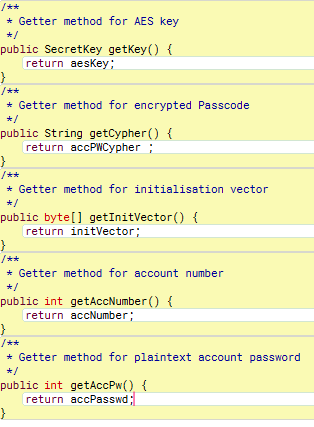 /**
 * Getter method for AES key
 */
public SecretKey getKey() {
    return aesKey;
}
/**
 * Getter method for encrypted Passcode
 */
public String getCypher() {
    return accPWCypher ;
}
/**
 * Getter method for initialisation vector
 */
public byte[] getInitVector() {
    return initVector;
}
/**
 * Getter method for account number
 */
public int getAccNumber() {
    return accNumber;
}
/**
 * Getter method for plaintext account password
 */
public int getAccPw() {
    return accPasswd;
}